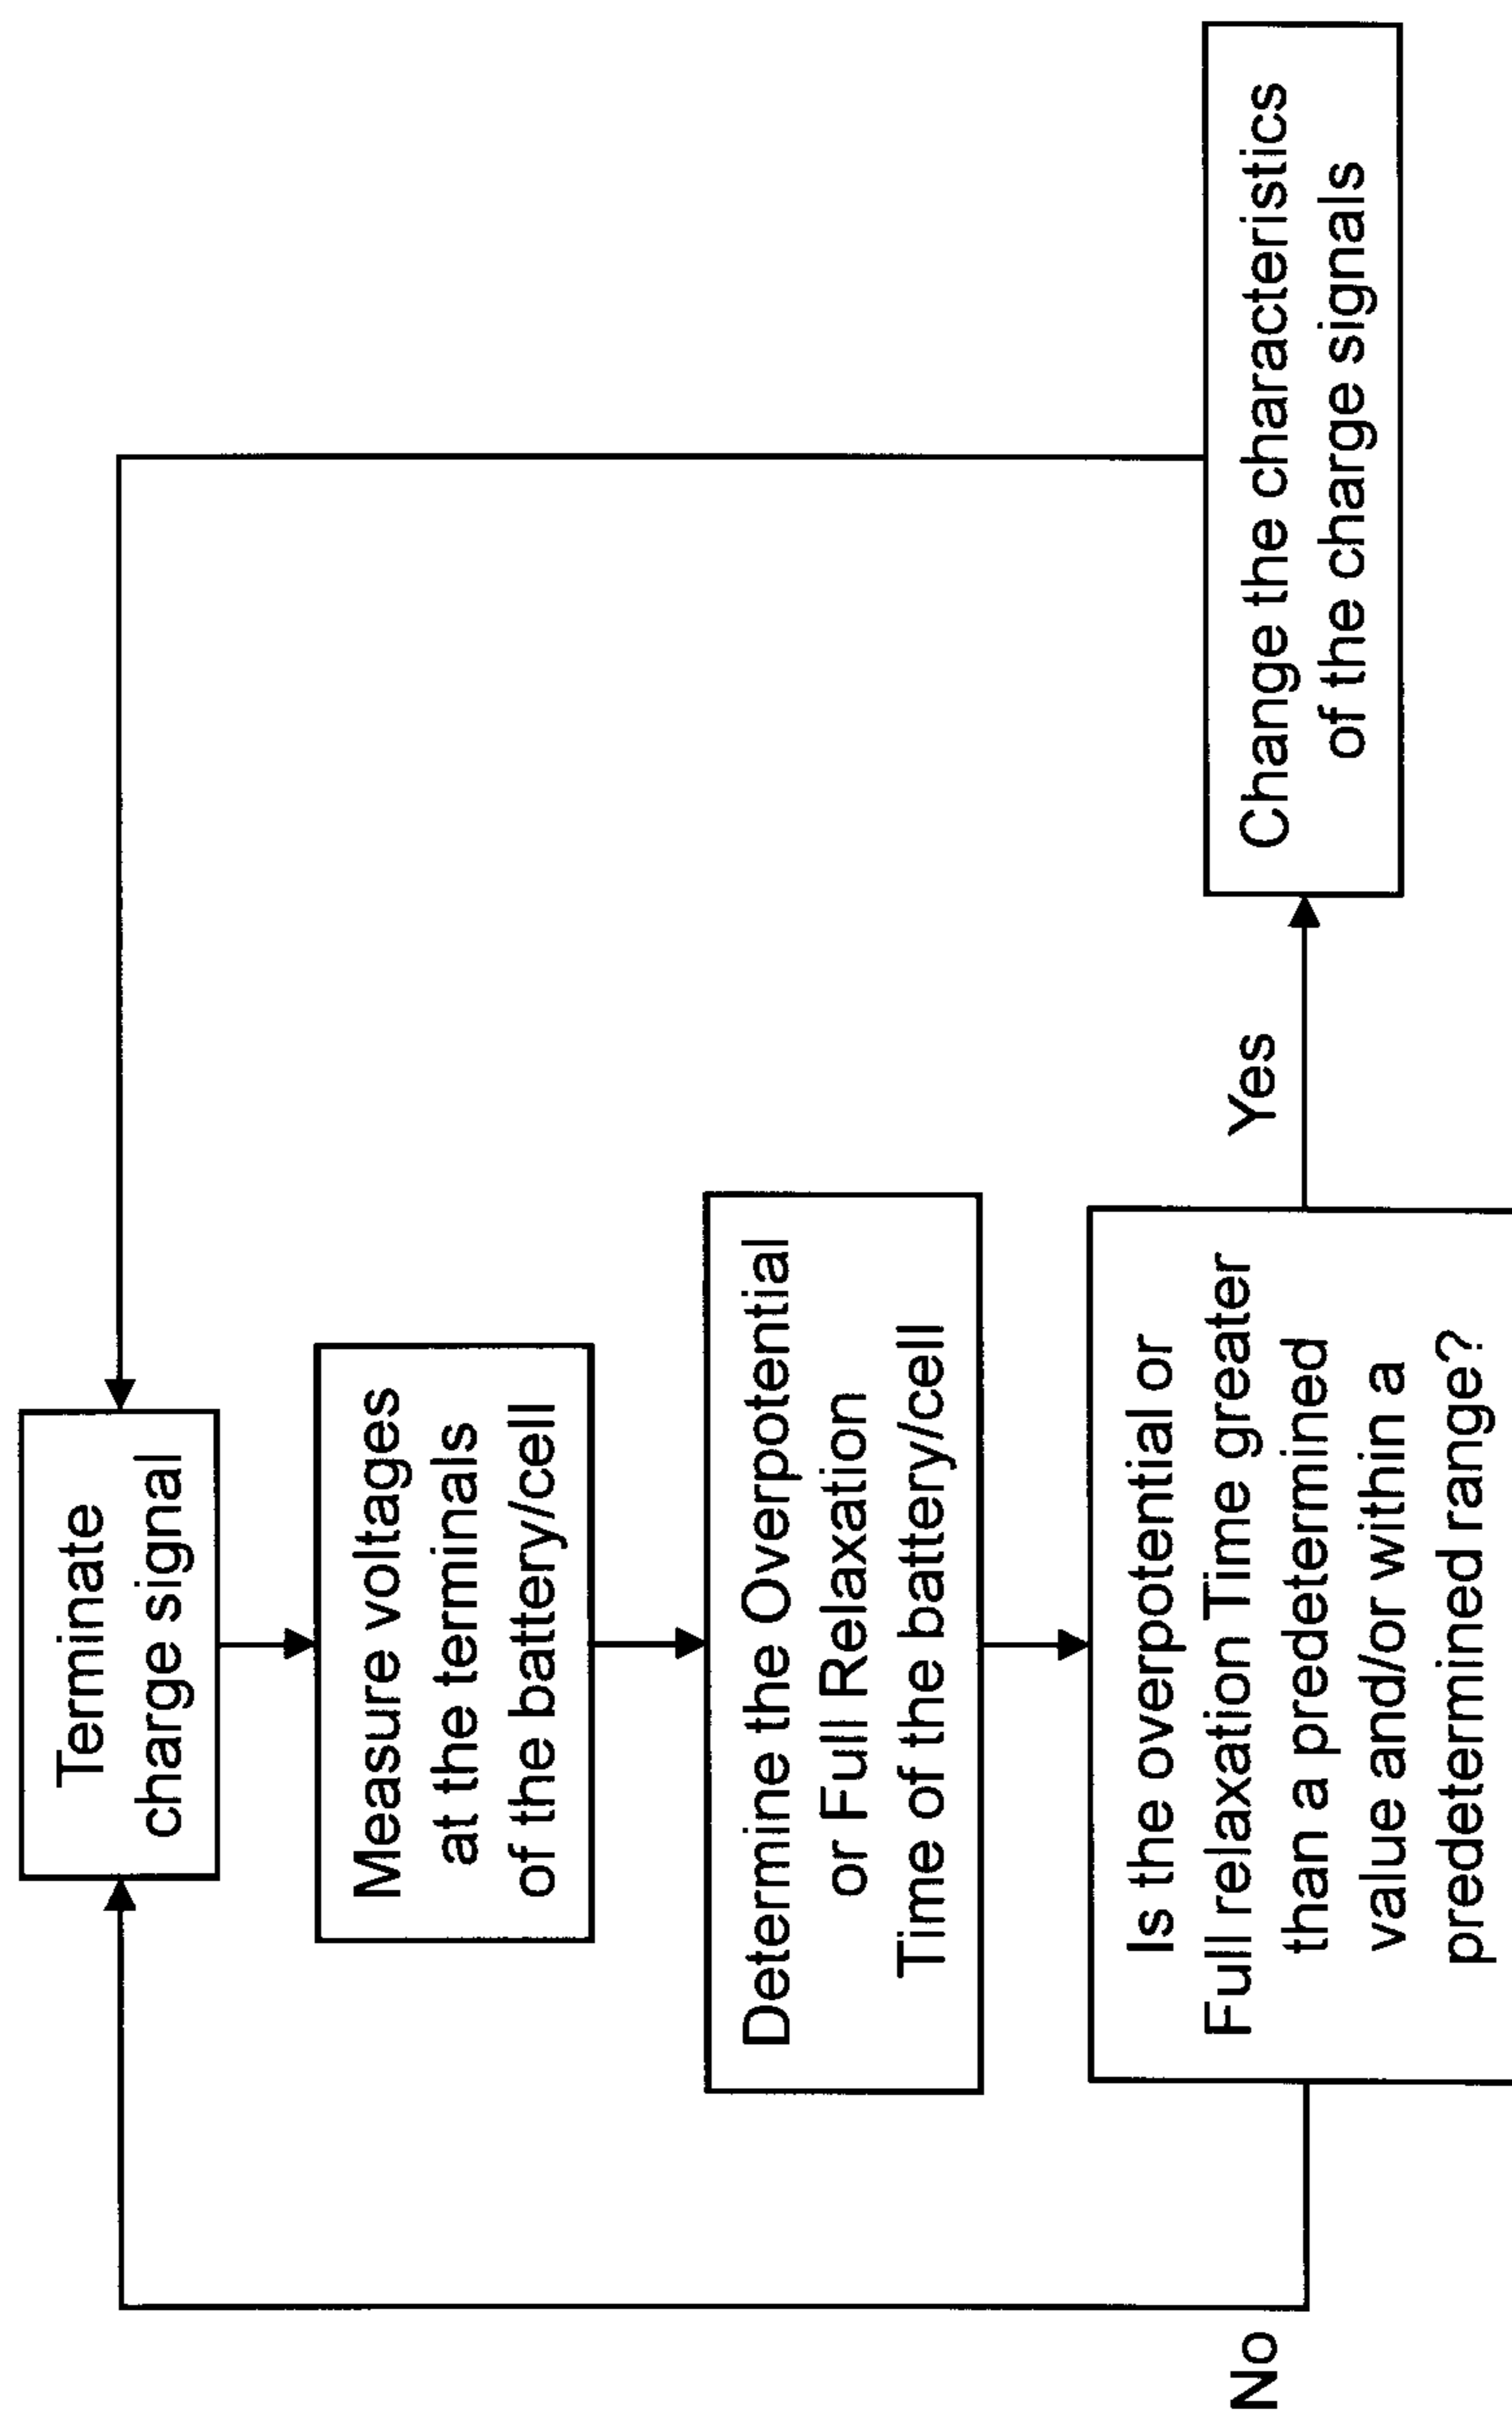 Terminate
charge signal
Measure voltages
at the terminals
of the battery/cell
Determine the Overpotential
or Full Relaxation
Time of the battery/cell
Is the overpotential or
Full relaxation Time greater
than a predetermined
value and/or within a
predetermined range?
No
Yes
Change the characteristics
of the charge signals